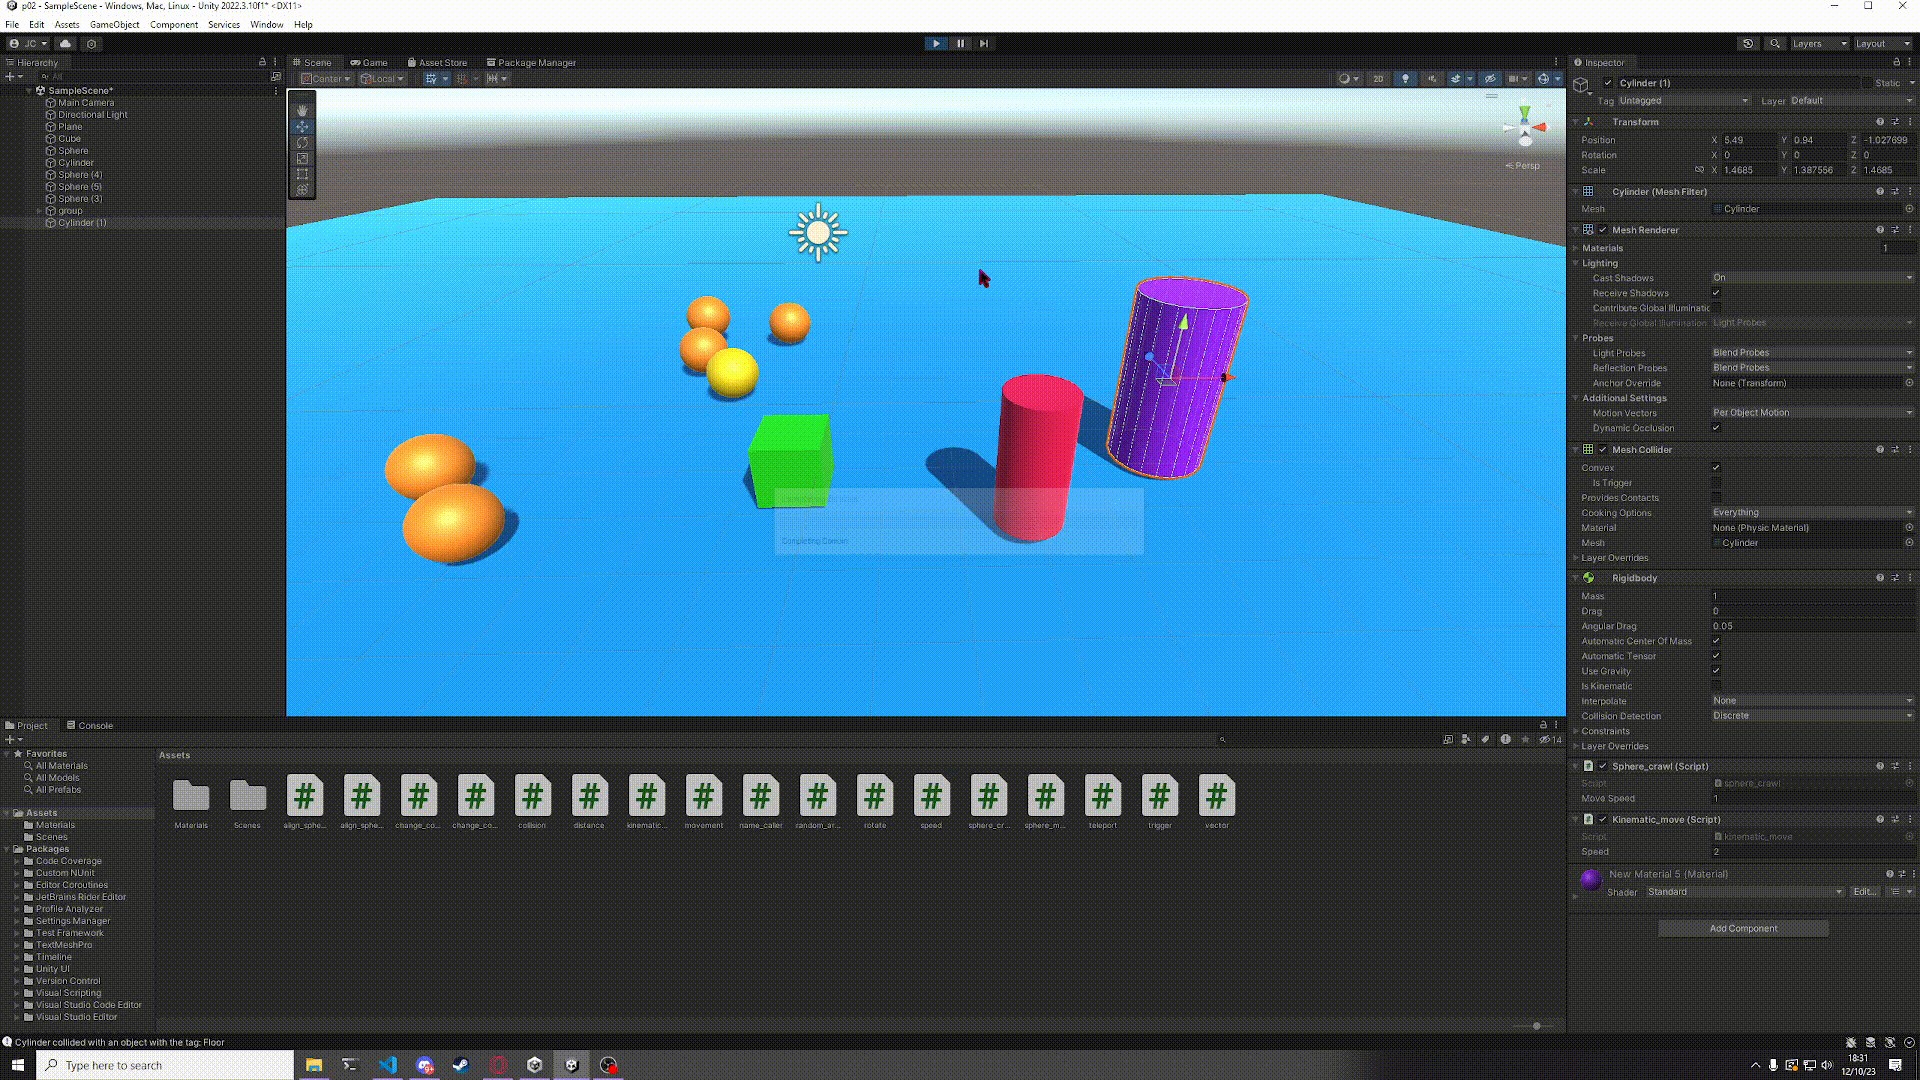 p02 - SampleScene - Windows, Mac, Linux - Unity 2022.3.10f1* <DX11>
File Edit Assets GameObject Component Services Window Help
JC
Layers Layout
Hierarchy
Scene Game Asset Store Package Manager
Inspector
All
Center Local
2D
SampleScene*
Main Camera
Directional Light
Plane
Cube
Sphere
Cylinder
Sphere (4)
Sphere (5)
Sphere (3)
group
Cylinder (1)
Persp
Completing Domain
Cylinder (1) Static
Tag Untagged Layer Default
Transform
Position X 5.49 Y 0.94 Z -1.027699
Rotation X 0 Y 0 Z 0
Scale X 1.4685 Y 1.387556 Z 1.4685
Cylinder (Mesh Filter)
Mesh Cylinder
Mesh Renderer
Materials 1
Lighting
Cast Shadows On
Receive Shadows
Contribute Global Illuminatic
Receive Global Illumination Light Probes
Probes
Light Probes Blend Probes
Reflection Probes Blend Probes
Anchor Override None (Transform)
Additional Settings
Motion Vectors Per Object Motion
Dynamic Occlusion
Mesh Collider
Convex
Is Trigger
Provides Contacts
Cooking Options Everything
Material None (Physic Material)
Mesh Cylinder
Layer Overrides
Rigidbody
Mass 1
Drag 0
Angular Drag 0.05
Automatic Center Of Mass
Automatic Tensor
Use Gravity
Is Kinematic
Interpolate None
Collision Detection Discrete
Constraints
Layer Overrides
Sphere_crawl (Script)
Script sphere_crawl
Move Speed 1
Kinematic_move (Script)
Script kinematic_move
Speed 2
New Material 5 (Material)
Shader Standard Edit...
Add Component
Project Console
14
Favorites
All Materials
All Models
All Prefabs
Assets
Materials
Scenes
Packages
Code Coverage
Custom NUnit
Editor Coroutines
JetBrains Rider Editor
Profile Analyzer
Settings Manager
Test Framework
TextMeshPro
Timeline
Unity UI
Version Control
Visual Scripting
Visual Studio Code Editor
Visual Studio Editor
Assets
Materials Scenes align_sphe... align_sphe... change_co... change_co... collision distance kinematic... movement name_caller random_ar... rotate speed sphere_cr... sphere_m... teleport trigger vector
Cylinder collided with an object with the tag: Floor
Type here to search
18:31
12/10/23